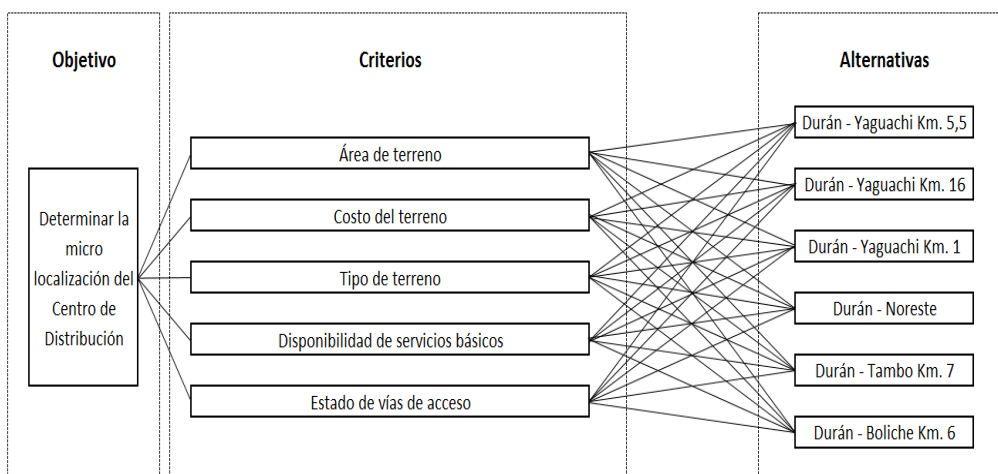 Objetivo
Determinar la
micro
localización del
Centro de
Distribución
Criterios
Área de terreno
Costo del terreno
Tipo de terreno
Disponibilidad de servicios básicos
Estado de vías de acceso
Alternativas
Durán - Yaguachi Km. 5,5
Durán - Yaguachi Km. 16
Durán - Yaguachi Km. 1
Durán - Noreste
Durán - Tambo Km. 7
Durán - Boliche Km. 6